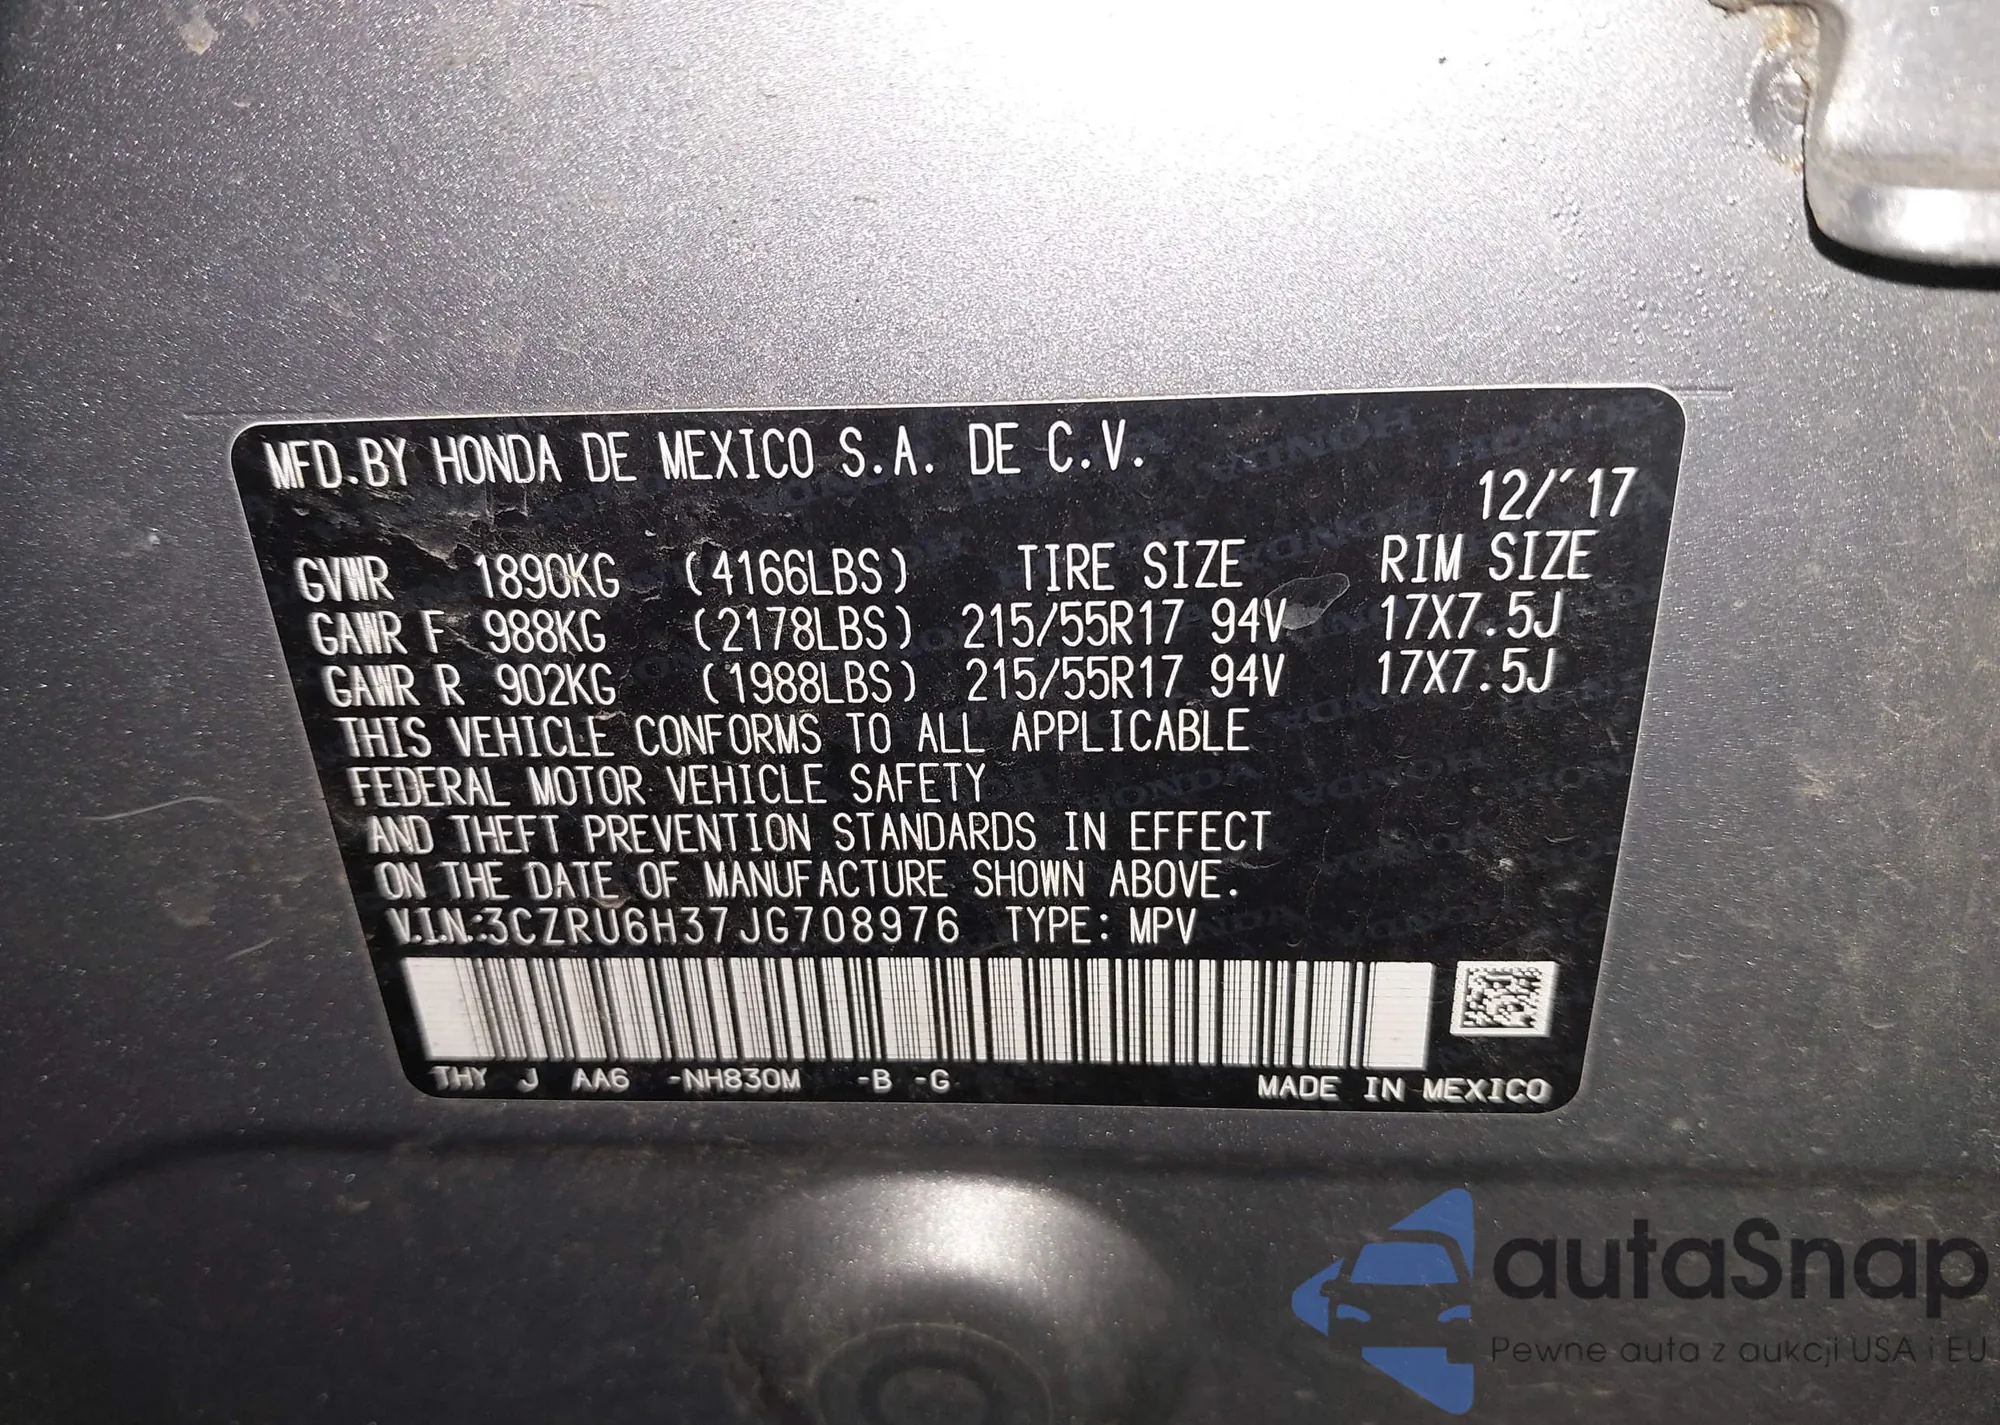 MFD.BY HONDA DE MEXICO S.A. DE C.V.
12/'17
GVWR 1890KG (4166LBS) TIRE SIZE RIM SIZE
GAWR F 988KG (2178LBS) 215/55R17 94V 17X7.5J
GAWR R 902KG (1988LBS) 215/55R17 94V 17X7.5J
THIS VEHICLE CONFORMS TO ALL APPLICABLE
FEDERAL MOTOR VEHICLE SAFETY
AND THEFT PREVENTION STANDARDS IN EFFECT
ON THE DATE OF MANUFACTURE SHOWN ABOVE.
V.I.N.:3CZRU6H37JG708976 TYPE: MPV
THY J AA6 -NH830M -B -G
MADE IN MEXICO
autaSnap
Pewne auta z aukcji USA i EU